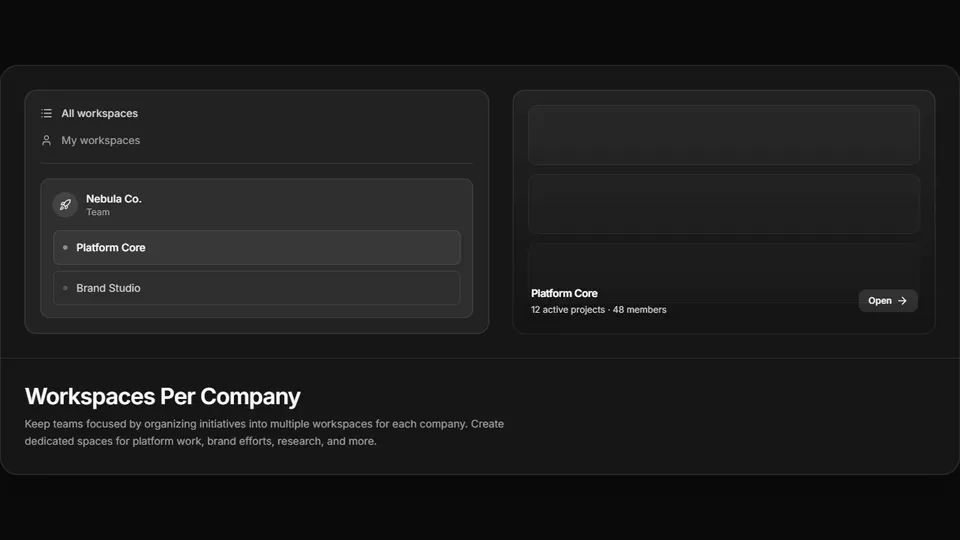 All workspaces
My workspaces
Nebula Co.
Team
Platform Core
Brand Studio
Platform Core
12 active projects · 48 members
Open
Workspaces Per Company
Keep teams focused by organizing initiatives into multiple workspaces for each company. Create
dedicated spaces for platform work, brand efforts, research, and more.